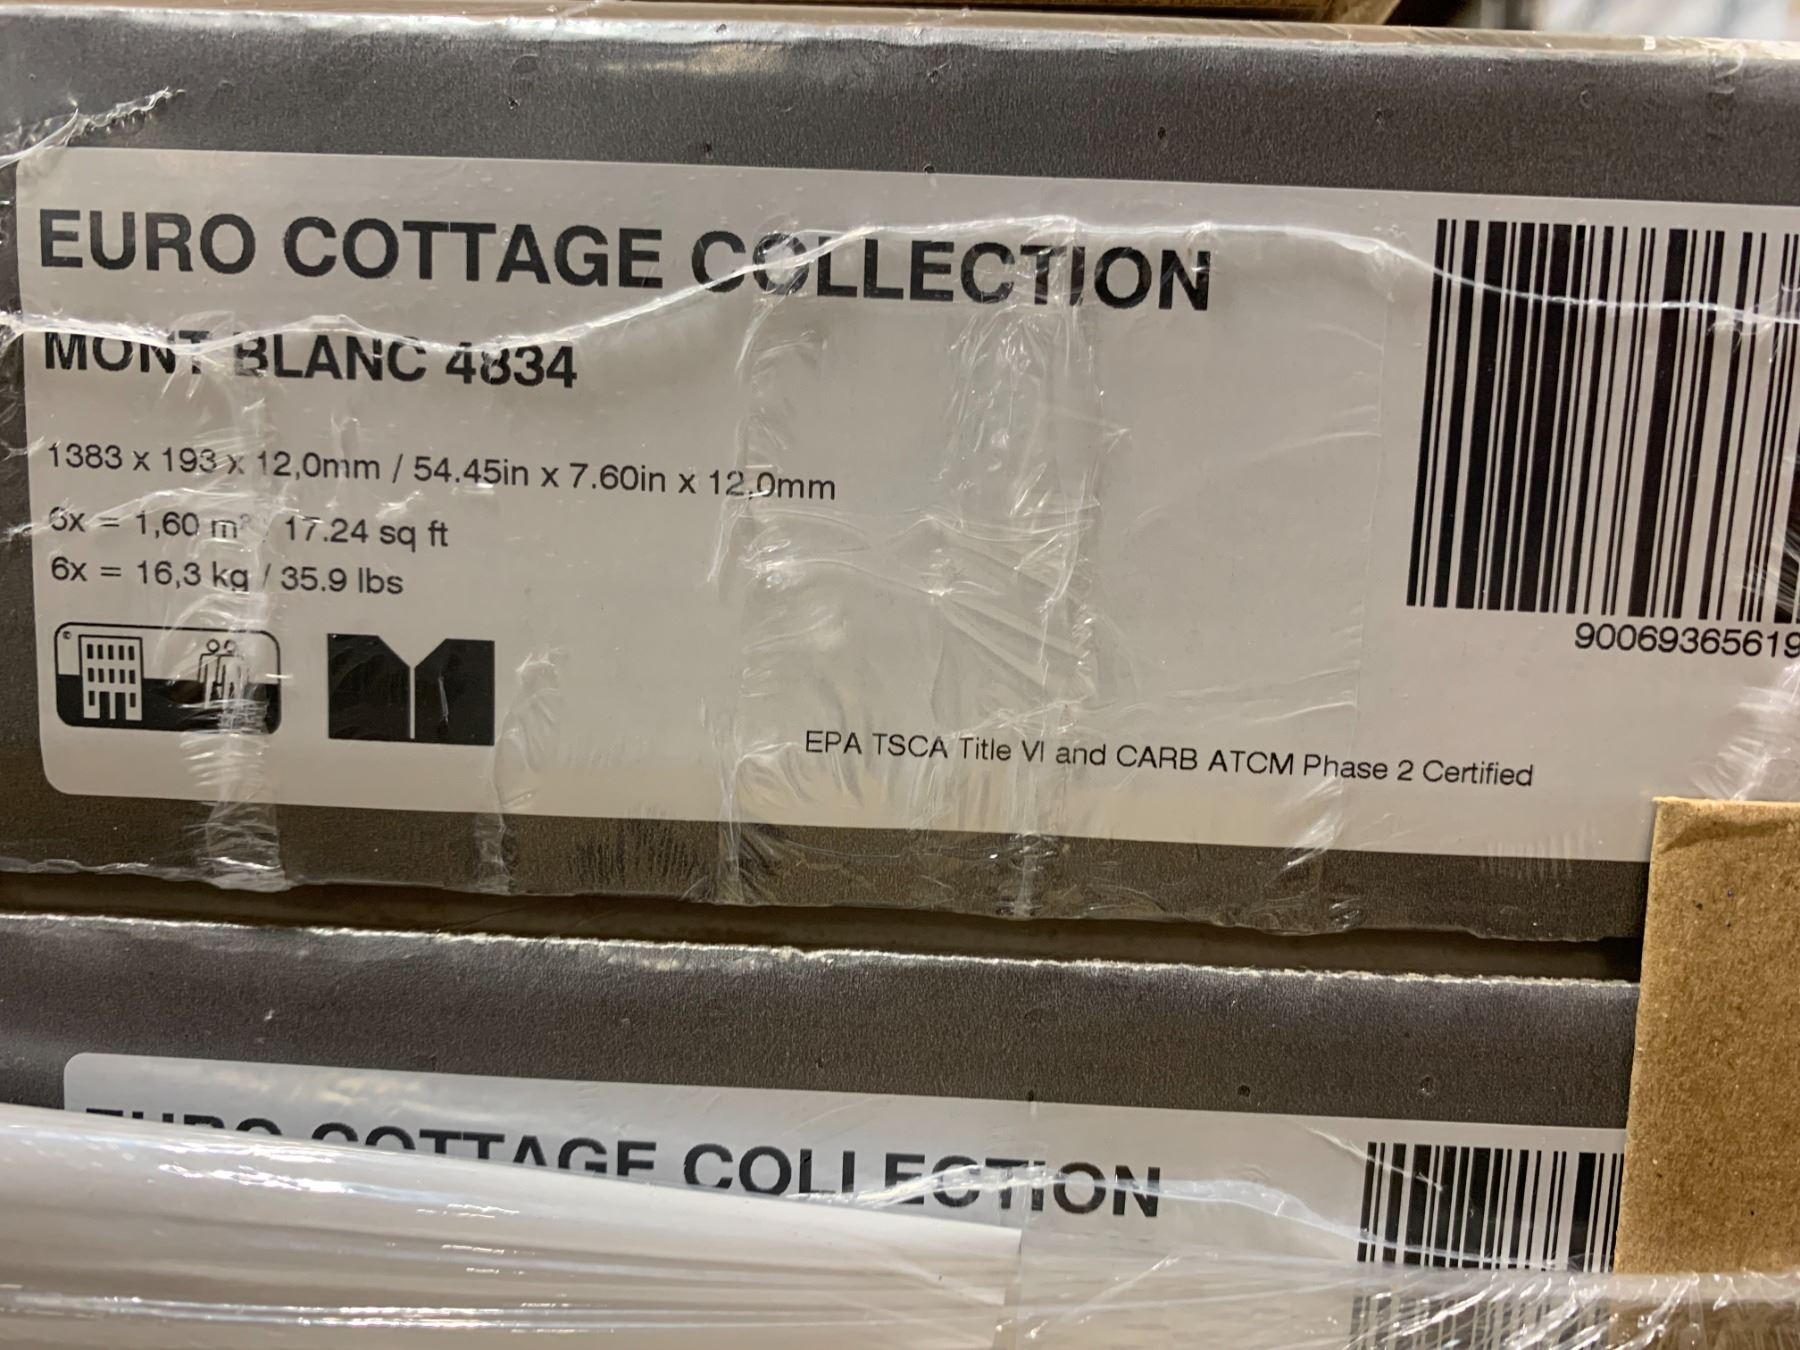 EURO COTTAGE COLLECTION
MONT BLANC 4834
1383 x 193 x 12,0mm / 54.45in x 7.60in x 12,0mm
6x = 1,60 m² / 17.24 sq ft
6x = 16,3 kg / 35.9 lbs
90069365619
EPA TSCA Title VI and CARB ATCM Phase 2 Certified
EURO COTTAGE COLLECTION